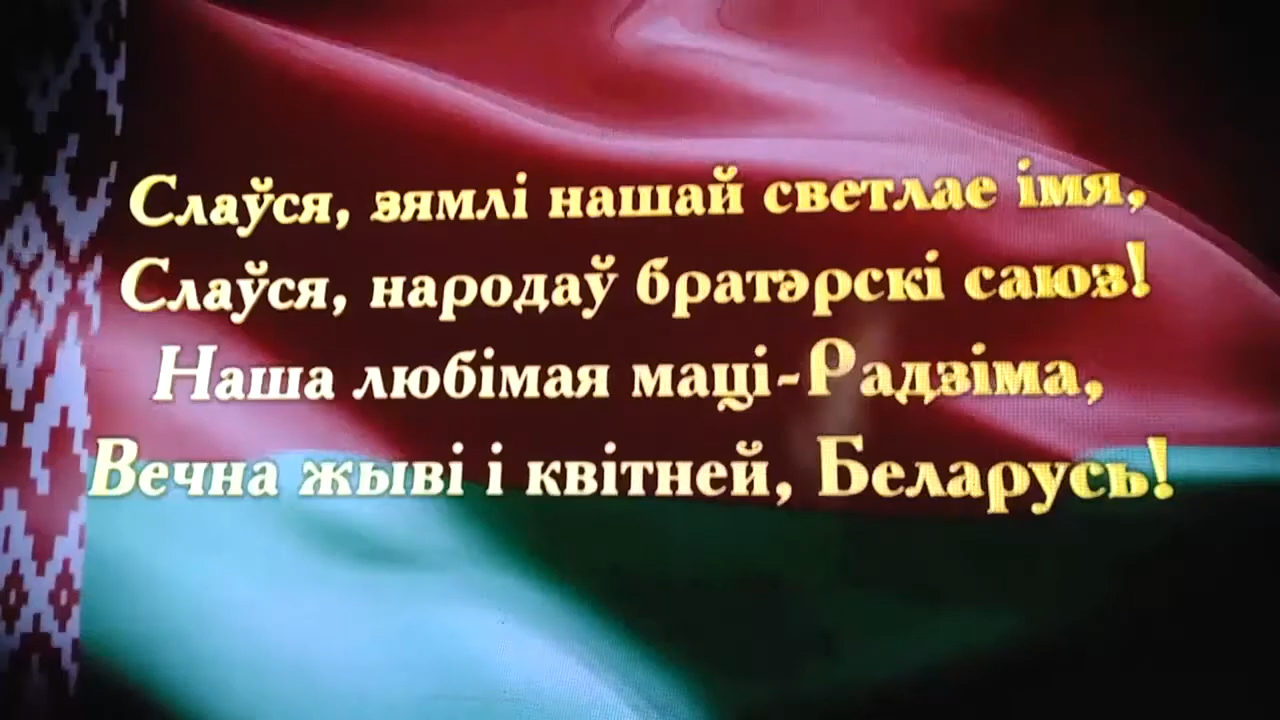 Слаўся, зямлі нашай светлае імя,
Слаўся, народаў братэрскі саюз!
Наша любімая маці-Радзіма,
Вечна жыві і квітней, Беларусь!